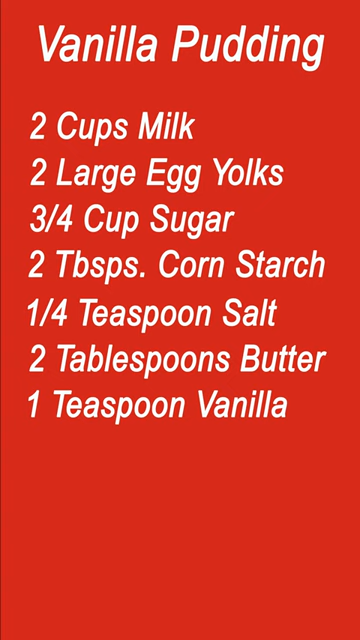 Vanilla Pudding
2 Cups Milk
2 Large Egg Yolks
3/4 Cup Sugar
2 Tbsps. Corn Starch
1/4 Teaspoon Salt
2 Tablespoons Butter
1 Teaspoon Vanilla